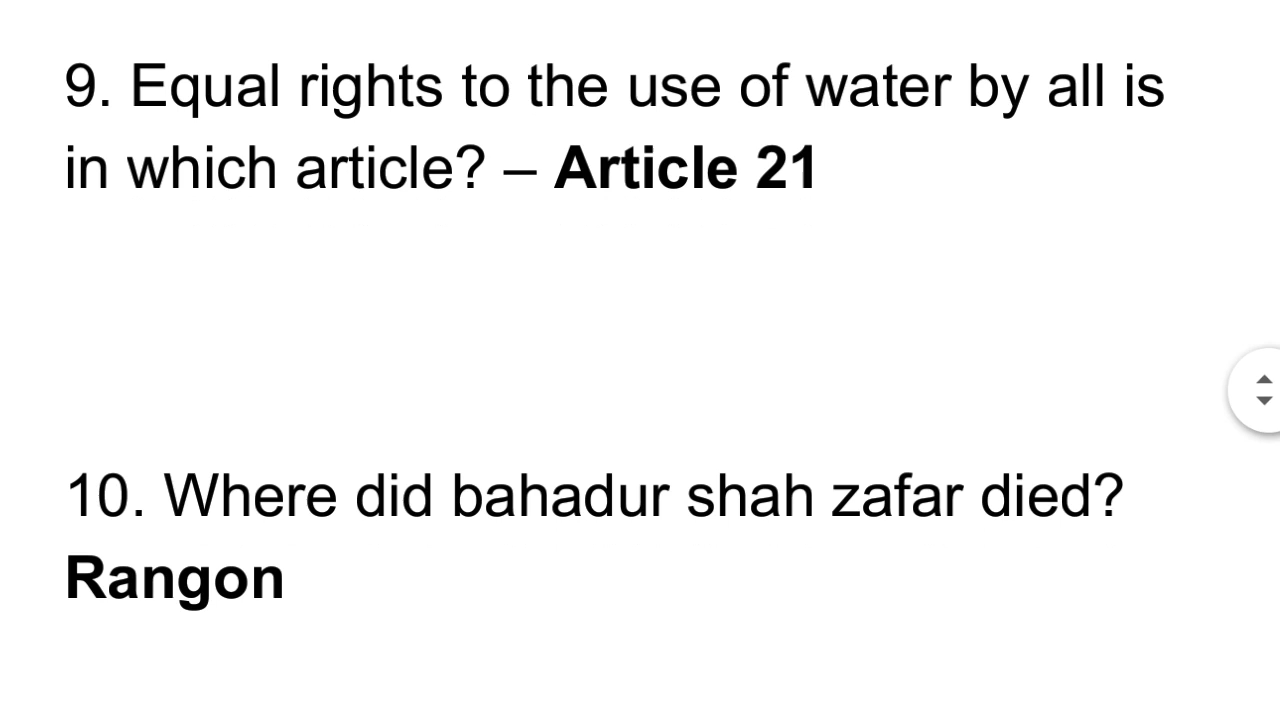 9. Equal rights to the use of water by all is
in which article? – Article 21
10. Where did bahadur shah zafar died?
Rangon